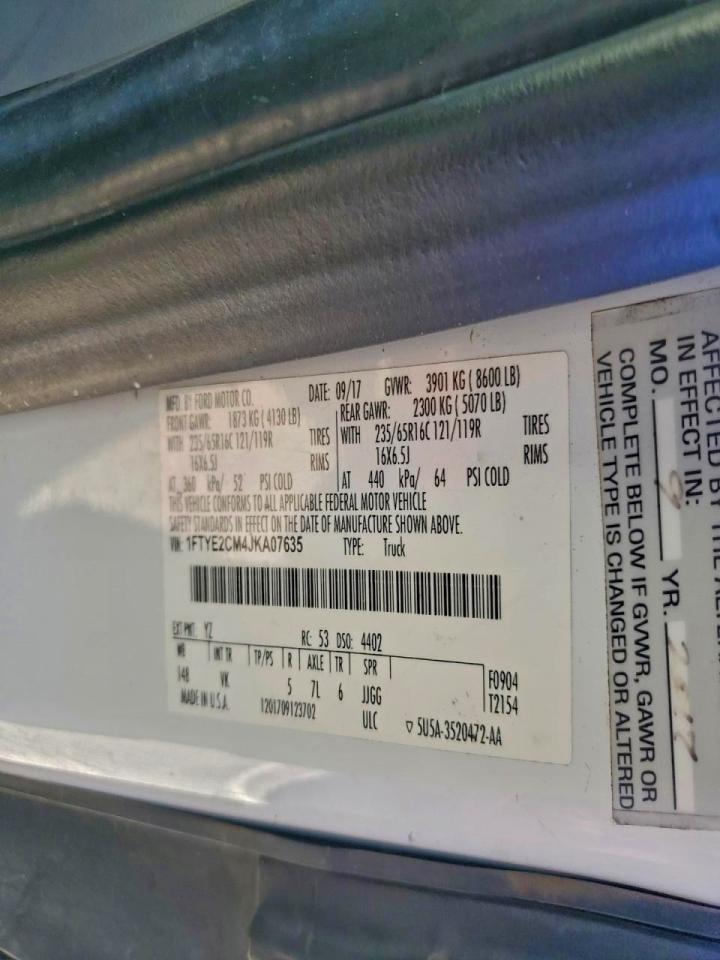 MFD. BY FORD MOTOR CO.
DATE: 09/17 GVWR: 3901 KG ( 8600 LB)
FRONT GAWR: 1873 KG ( 4130 LB)
REAR GAWR: 2300 KG ( 5070 LB)
WITH 235/65R16C 121/119R TIRES
WITH 235/65R16C 121/119R TIRES
16X6.5J RIMS
16X6.5J RIMS
AT 360 kPa/ 52 PSI COLD
AT 440 kPa/ 64 PSI COLD
THIS VEHICLE CONFORMS TO ALL APPLICABLE FEDERAL MOTOR VEHICLE
SAFETY STANDARDS IN EFFECT ON THE DATE OF MANUFACTURE SHOWN ABOVE.
VIN: 1FTYE2CM4JKA07635 TYPE: Truck
EXT PNT: YZ RC: 53 DSO: 4402
WB INT TR TP/PS R AXLE TR SPR
148 VK 5 7L 6 JJGG F0904
MADE IN U.S.A. 1201709123702 ULC T2154
5U5A-3520472-AA
AFFECTED BY THE
IN EFFECT IN:
MO. 9 YR. 2017
COMPLETE BELOW IF GVWR, GAWR OR
VEHICLE TYPE IS CHANGED OR ALTERED